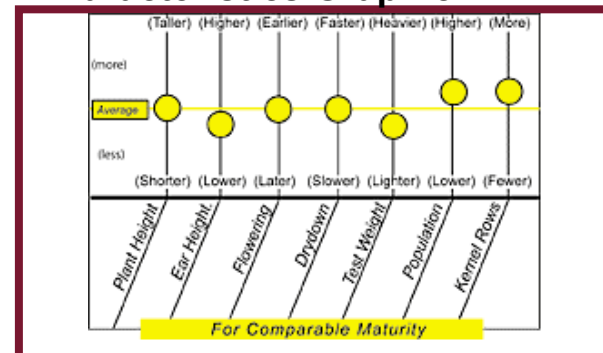 (Taller) (Higher) (Earlier) (Faster) (Heavier) (Higher) (More)
(more)
Average
(less)
(Shorter) (Lower) (Later) (Slower) (Lighter) (Lower) (Fewer)
Plant Height
Ear Height.
Flowering
Drydown
Test Weight
Population
Kernel Rows
For Comparable Maturity